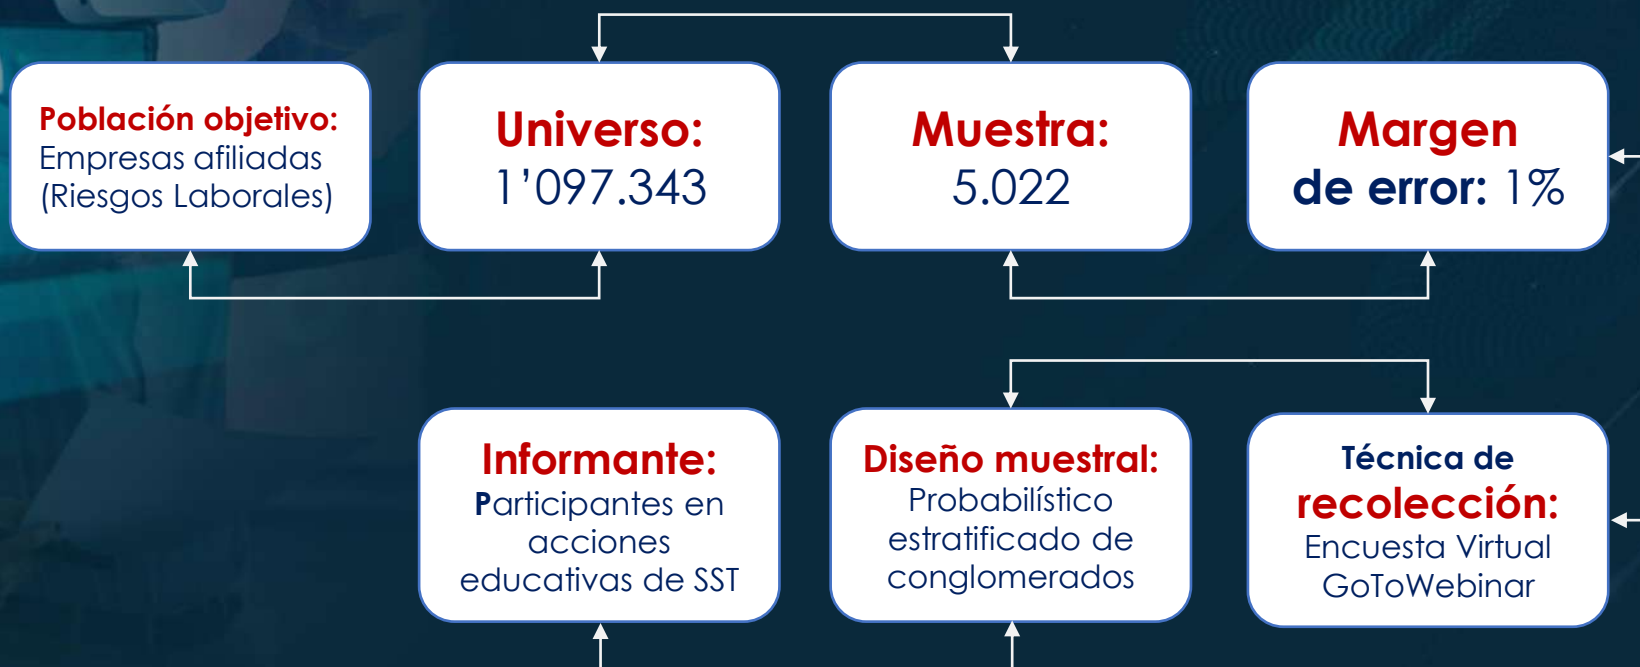 Población objetivo:
Empresas afiliadas
(Riesgos Laborales)
Universo:
1’097.343
Muestra:
5.022
Margen
de error: 1%
Informante:
Participantes en
acciones
educativas de SST
Diseño muestral:
Probabilístico
estratificado de
conglomerados
Técnica de
recolección:
Encuesta Virtual
GoToWebinar